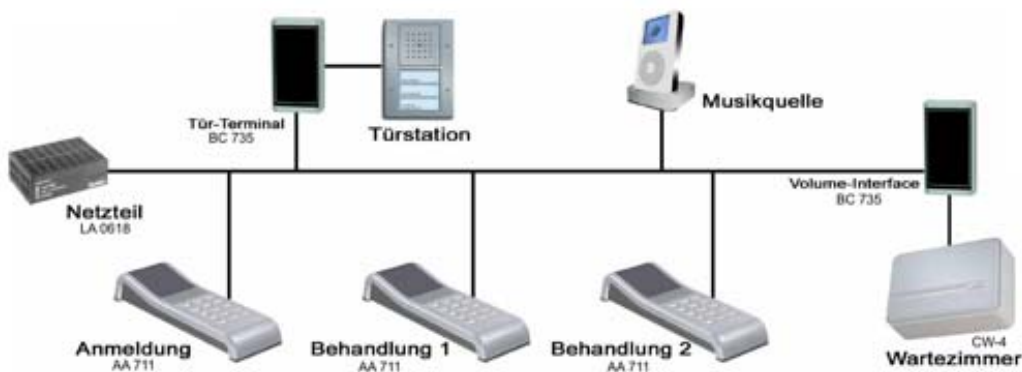 Tür-Terminal
BC 735
Türstation
Musikquelle
Netzteil
LA 0618
Volume-Interface
BC 735
Anmeldung
AA 711
Behandlung 1
AA 711
Behandlung 2
AA 711
CW-4
Wartezimmer